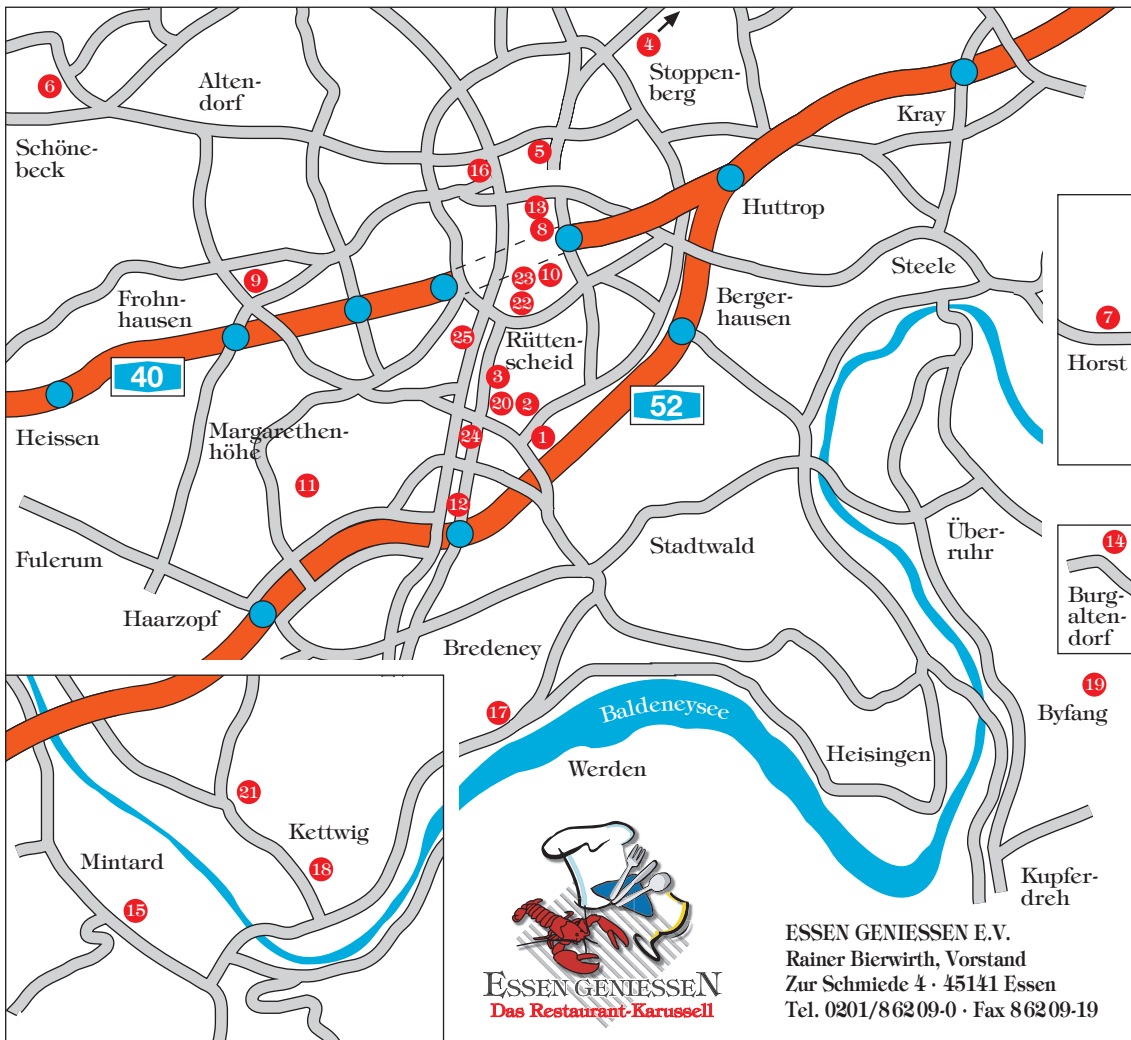 4
Stoppen-
berg
6
Alten-
dorf
Kray
Schöne-
beck
5
16
13
8
Huttrop
Steele
9
23
10
22
Frohn-
hausen
Berger-
hausen
7
Horst
25
Rütten-
scheid
40
3
20
2
52
Heissen
Margarethen-
höhe
24
1
11
12
Fulerum
Stadtwald
Über-
ruhr
14
Burg-
alten-
dorf
Haarzopf
Bredeney
19
Byfang
17
Baldeneysee
Heisingen
Werden
21
Kettwig
Mintard
18
15
Kupfer-
dreh
ESSEN GENIESSEN
Das Restaurant-Karussell
ESSEN GENIESSEN E.V.
Rainer Bierwirth, Vorstand
Zur Schmiede 4 · 45141 Essen
Tel. 0201/86209-0 · Fax 86209-19